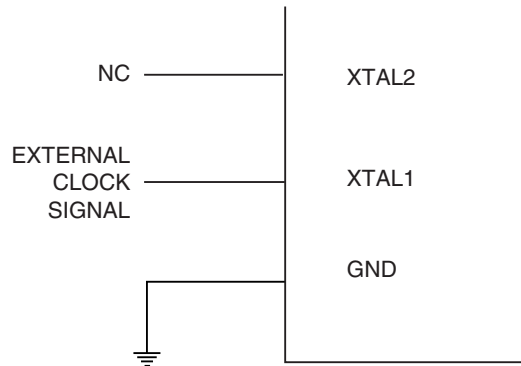 NC
XTAL2
EXTERNAL
CLOCK
SIGNAL
XTAL1
GND